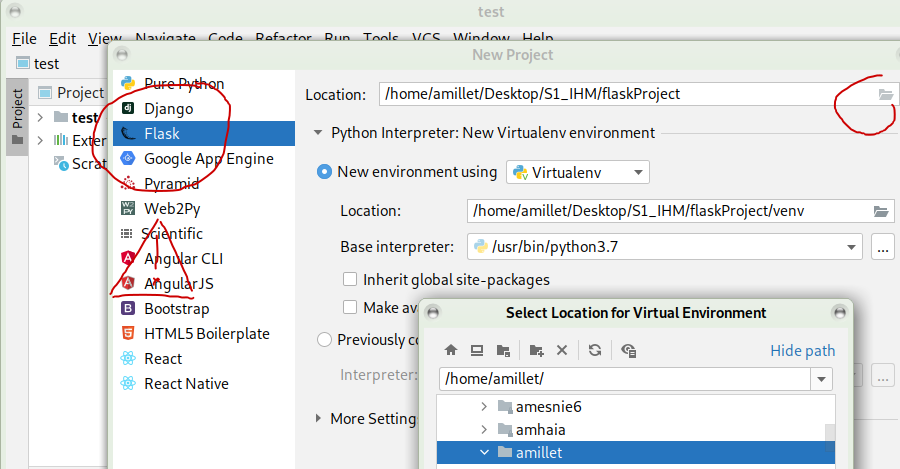 test
File Edit View Navigate Code Refactor Run Tools VCS Window Help
test
New Project
Project
Project
test
Exter
Scrat
Pure Python
Django
Flask
Google App Engine
Pyramid
Web2Py
Scientific
Angular CLI
AngularJS
Bootstrap
HTML5 Boilerplate
React
React Native
Location: /home/amillet/Desktop/S1_IHM/flaskProject
Python Interpreter: New Virtualenv environment
New environment using Virtualenv
Location: /home/amillet/Desktop/S1_IHM/flaskProject/venv
Base interpreter: /usr/bin/python3.7 ...
Inherit global site-packages
Make av
Previously co
Interpreter: ...
More Setting
Select Location for Virtual Environment
Hide path
/home/amillet/
amesnie6
amhaia
amillet